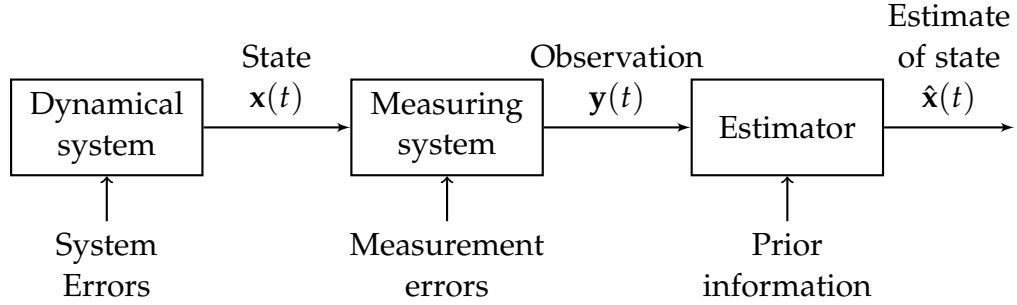 Dynamical
system
State
𝐱(t)
Measuring
system
Observation
𝐲(t)
Estimator
Estimate
of state
𝐱̂(t)
System
Errors
Measurement
errors
Prior
information